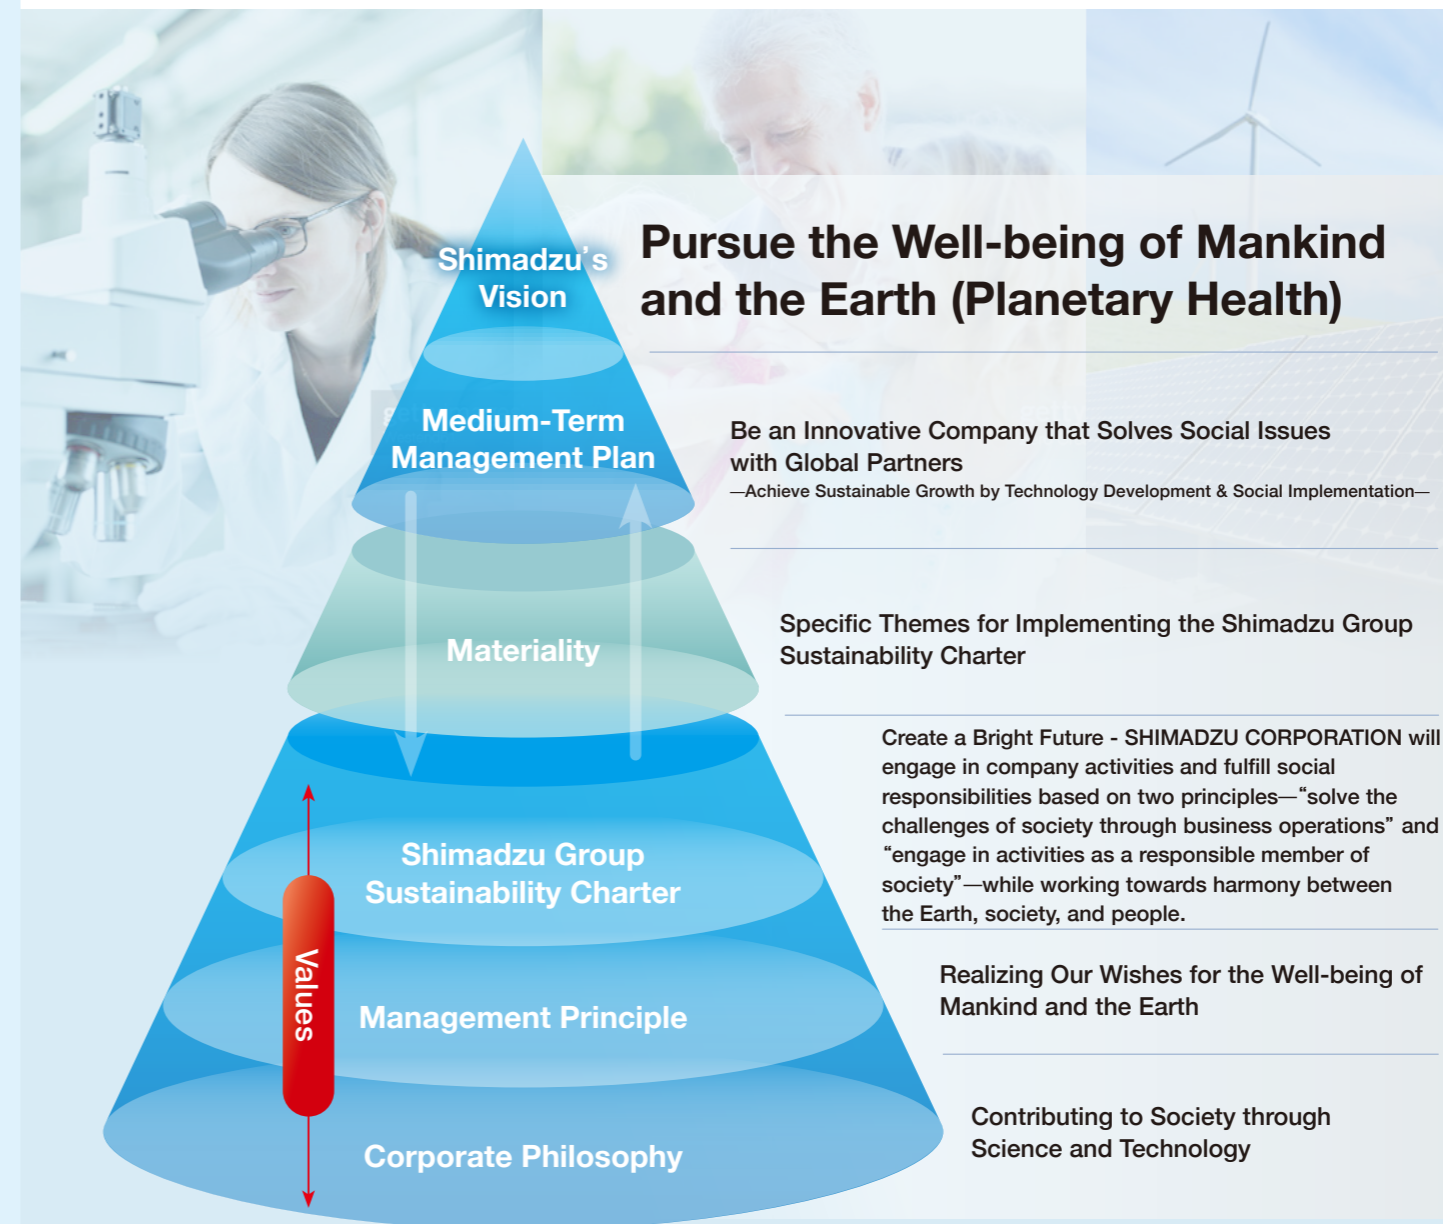 Shimadzu's
Vision
Pursue the Well-being of Mankind
and the Earth (Planetary Health)
Medium-Term
Management Plan
Be an Innovative Company that Solves Social Issues
with Global Partners
—Achieve Sustainable Growth by Technology Development & Social Implementation—
Materiality
Specific Themes for Implementing the Shimadzu Group
Sustainability Charter
Shimadzu Group
Sustainability Charter
Create a Bright Future - SHIMADZU CORPORATION will
engage in company activities and fulfill social
responsibilities based on two principles—“solve the
challenges of society through business operations” and
“engage in activities as a responsible member of
society”—while working towards harmony between
the Earth, society, and people.
Values
Management Principle
Realizing Our Wishes for the Well-being of
Mankind and the Earth
Corporate Philosophy
Contributing to Society through
Science and Technology